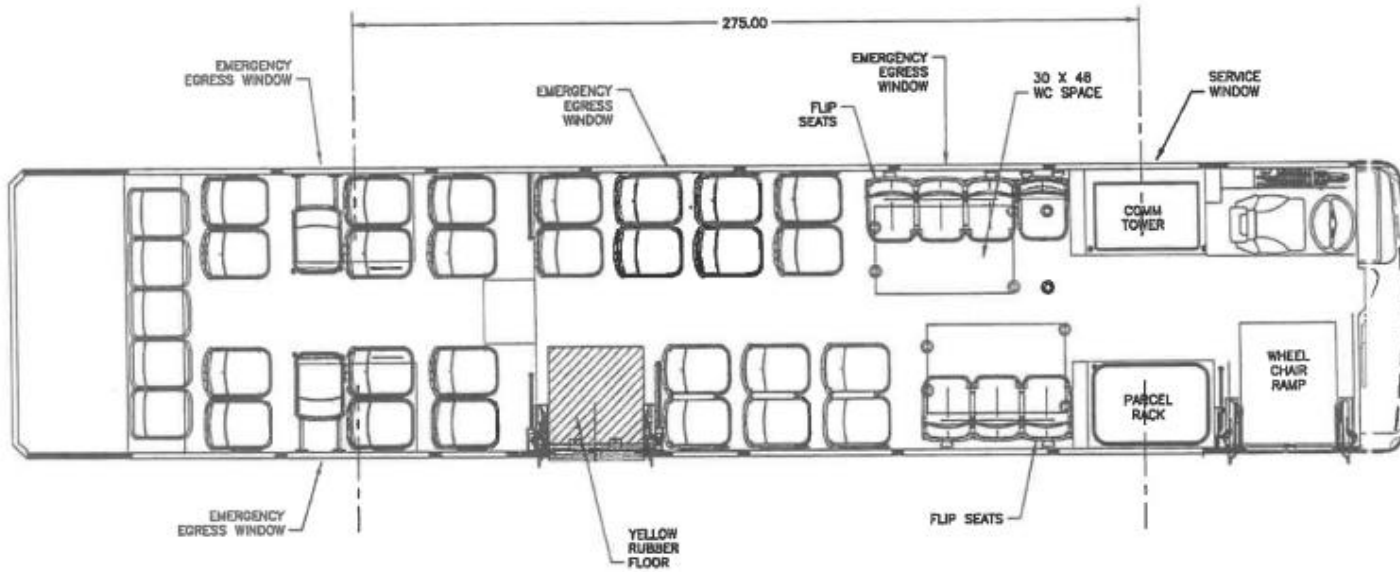 275.00
EMERGENCY
EGRESS WINDOW
EMERGENCY
EGRESS
WINDOW
EMERGENCY
EGRESS
WINDOW
FLIP
SEATS
30 X 48
WC SPACE
SERVICE
WINDOW
COMM
TOWER
PARCEL
RACK
WHEEL
CHAIR
RAMP
EMERGENCY
EGRESS WINDOW
YELLOW
RUBBER
FLOOR
FLIP SEATS